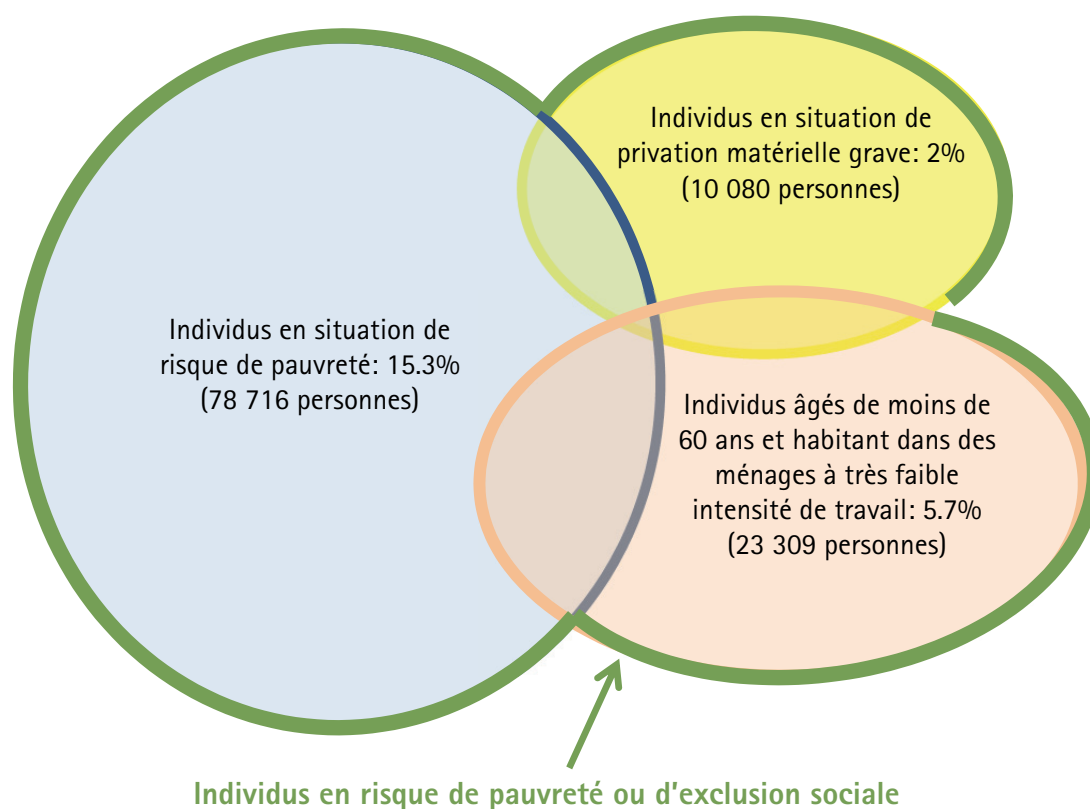 Individus en situation de
privation matérielle grave: 2%
(10 080 personnes)
Individus en situation de
risque de pauvreté: 15.3%
(78 716 personnes)
Individus âgés de moins de
60 ans et habitant dans des
ménages à très faible
intensité de travail: 5.7%
(23 309 personnes)
Individus en risque de pauvreté ou d'exclusion sociale